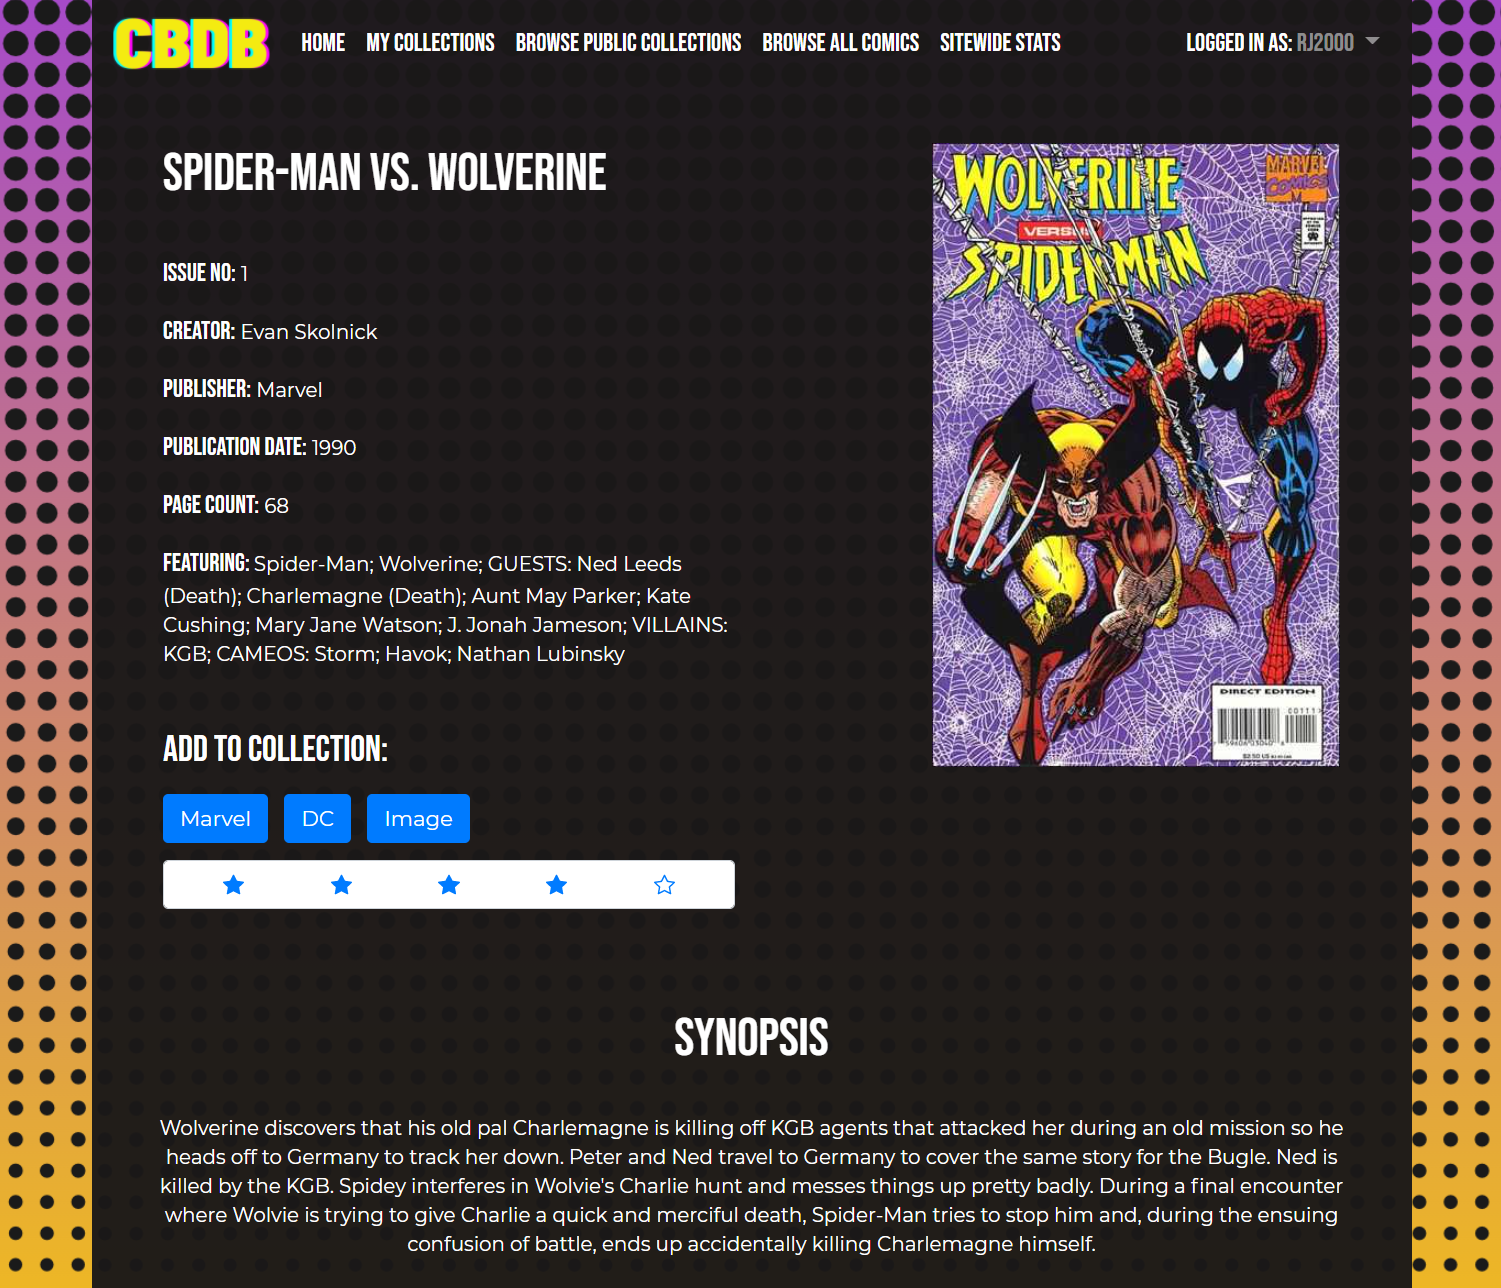 CBDB
HOME MY COLLECTIONS BROWSE PUBLIC COLLECTIONS BROWSE ALL COMICS SITEWIDE STATS LOGGED IN AS: RJ2000
SPIDER-MAN VS. WOLVERINE
ISSUE NO: 1
CREATOR: Evan Skolnick
PUBLISHER: Marvel
PUBLICATION DATE: 1990
PAGE COUNT: 68
FEATURING: Spider-Man; Wolverine; GUESTS: Ned Leeds
(Death); Charlemagne (Death); Aunt May Parker; Kate
Cushing; Mary Jane Watson; J. Jonah Jameson; VILLAINS:
KGB; CAMEOS: Storm; Havok; Nathan Lubinsky
WOLVERINE
VERSUS
SPIDER-MAN
MARVEL
COMICS
DIRECT EDITION
00111
ADD TO COLLECTION:
Marvel DC Image
SYNOPSIS
Wolverine discovers that his old pal Charlemagne is killing off KGB agents that attacked her during an old mission so he
heads off to Germany to track her down. Peter and Ned travel to Germany to cover the same story for the Bugle. Ned is
killed by the KGB. Spidey interferes in Wolvie's Charlie hunt and messes things up pretty badly. During a final encounter
where Wolvie is trying to give Charlie a quick and merciful death, Spider-Man tries to stop him and, during the ensuing
confusion of battle, ends up accidentally killing Charlemagne himself.